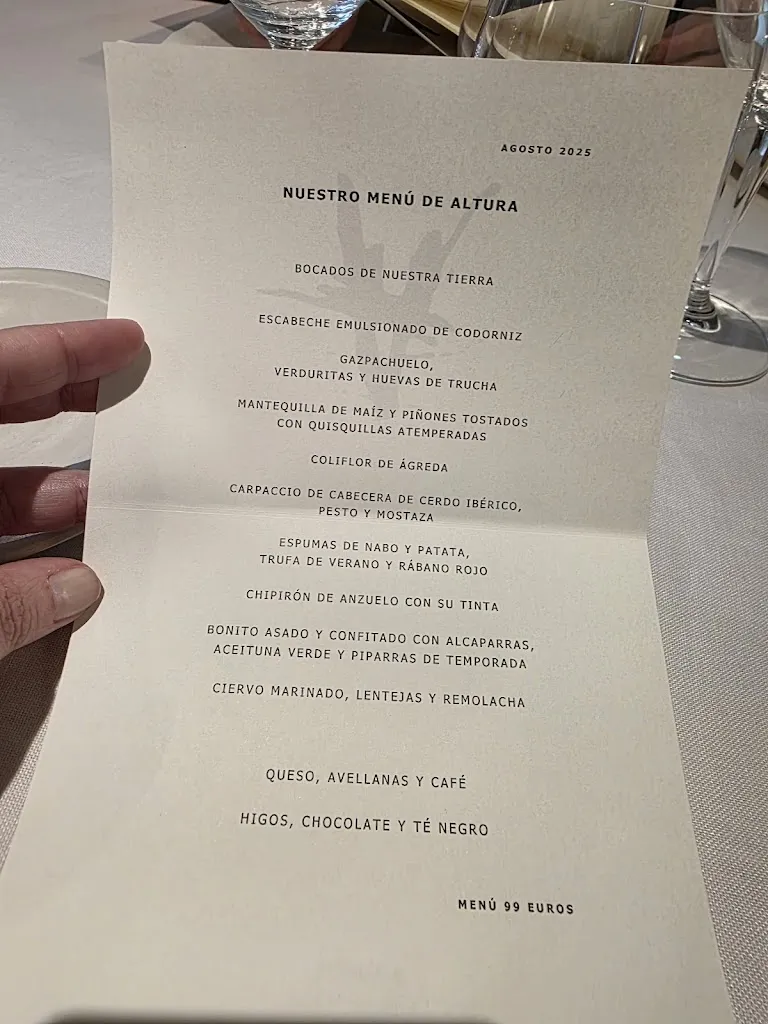 AGOSTO 2025
NUESTRO MENÚ DE ALTURA
BOCADOS DE NUESTRA TIERRA
ESCABECHE EMULSIONADO DE CODORNIZ
GAZPACHUELO,
VERDURITAS Y HUEVAS DE TRUCHA
MANTEQUILLA DE MAÍZ Y PIÑONES TOSTADOS
CON QUISQUILLAS ATEMPERADAS
COLIFLOR DE ÁGREDA
CARPACCIO DE CABECERA DE CERDO IBÉRICO,
PESTO Y MOSTAZA
ESPUMAS DE NABO Y PATATA,
TRUFA DE VERANO Y RÁBANO ROJO
CHIPIRÓN DE ANZUELO CON SU TINTA
BONITO ASADO Y CONFITADO CON ALCAPARRAS,
ACEITUNA VERDE Y PIPARRAS DE TEMPORADA
CIERVO MARINADO, LENTEJAS Y REMOLACHA
QUESO, AVELLANAS Y CAFÉ
HIGOS, CHOCOLATE Y TÉ NEGRO
MENÚ 99 EUROS